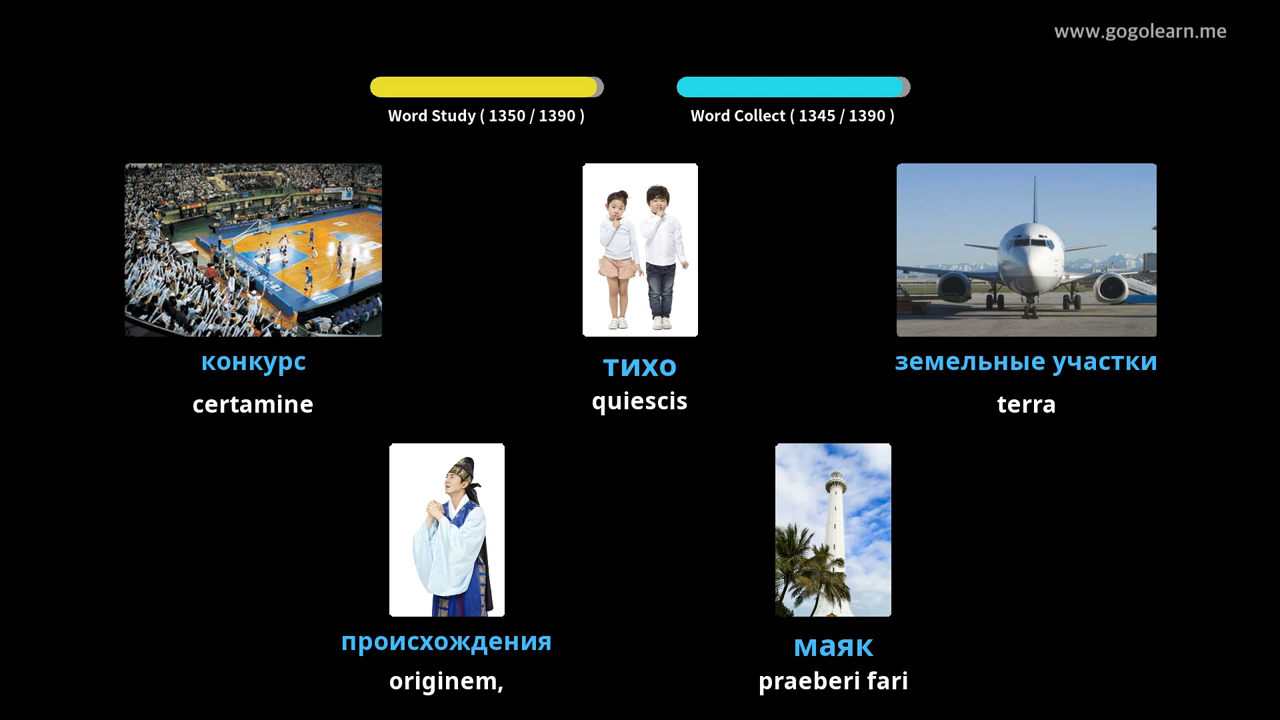 www.gogolearn.me
Word Study ( 1350 / 1390 )
Word Collect ( 1345 / 1390 )
конкурс
certamine
тихо
quiescis
земельные участки
terra
происхождения
originem,
маяк
praeberi fari